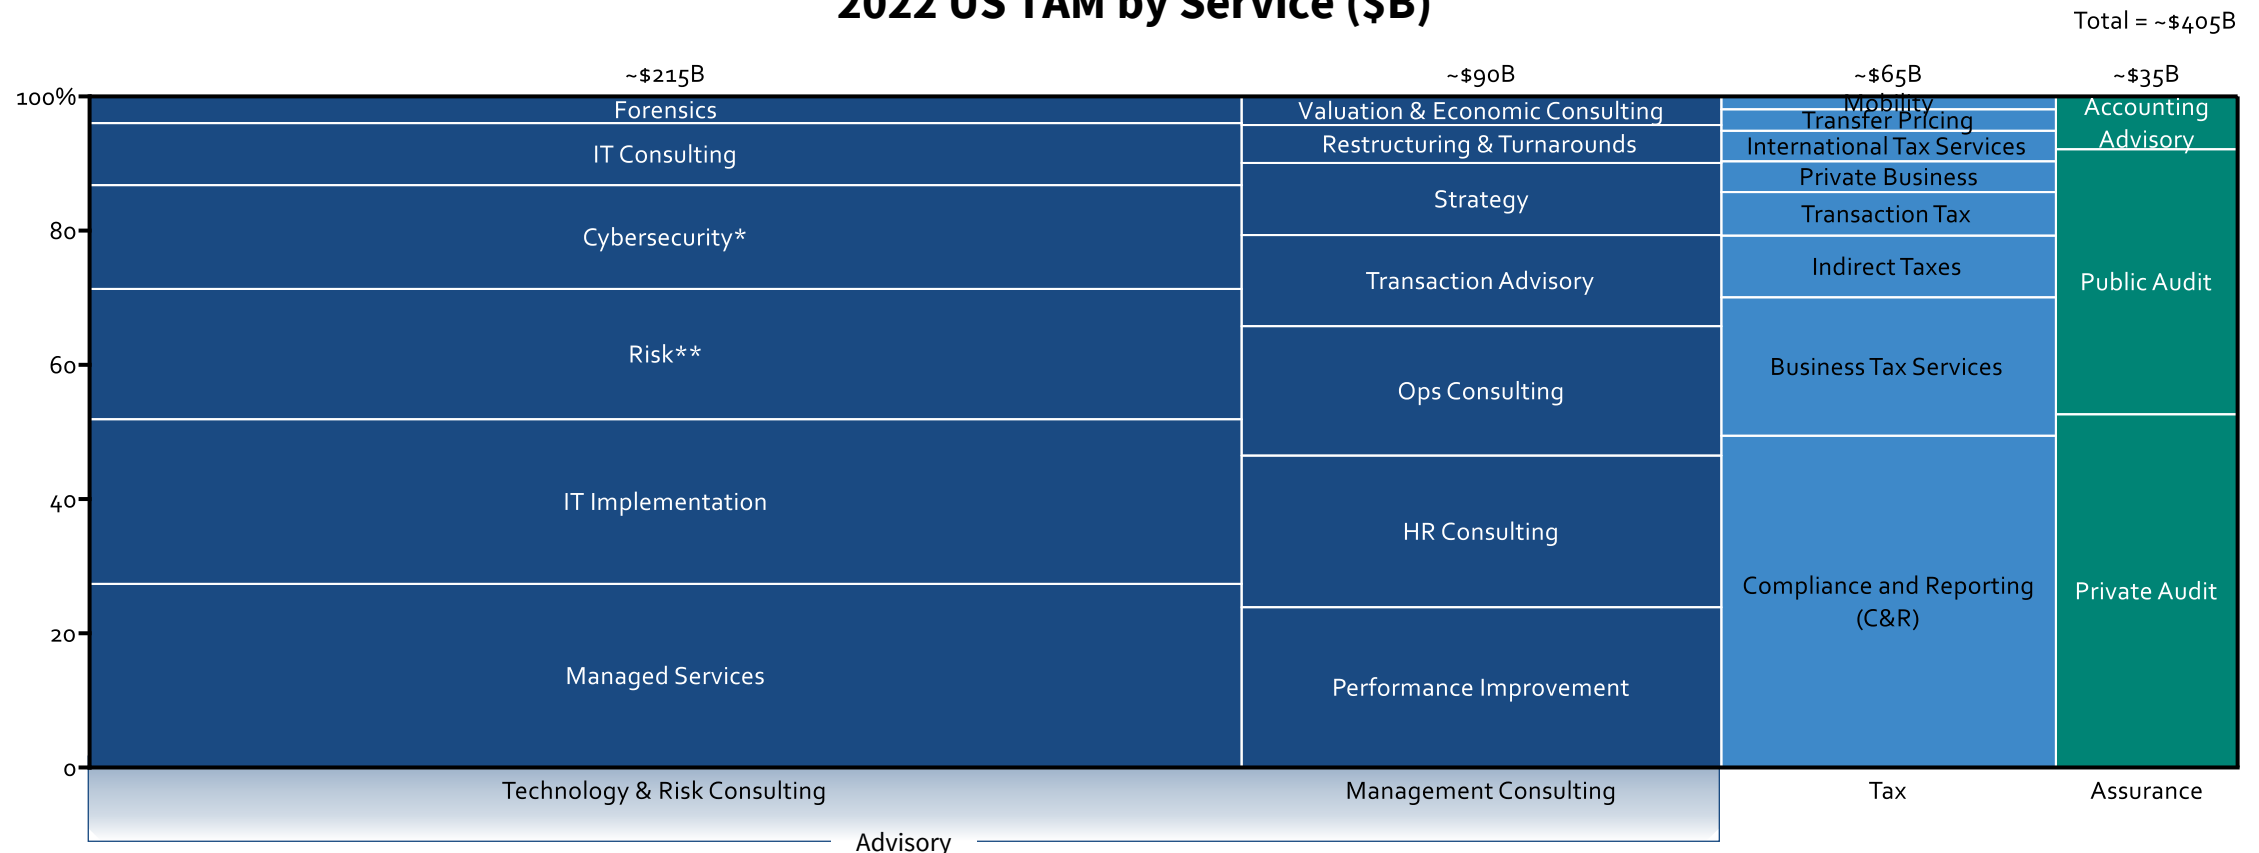 2022 US TAM by Service ($B)
Total = ~$405B
~$215B
~$90B
~$65B
~$35B
100%
80
60
40
20
0
Forensics
IT Consulting
Cybersecurity*
Risk**
IT Implementation
Managed Services
Valuation & Economic Consulting
Restructuring & Turnarounds
Strategy
Transaction Advisory
Ops Consulting
HR Consulting
Performance Improvement
Mobility
Transfer Pricing
International Tax Services
Private Business
Transaction Tax
Indirect Taxes
Business Tax Services
Compliance and Reporting
(C&R)
Accounting
Advisory
Public Audit
Private Audit
Technology & Risk Consulting
Management Consulting
Tax
Assurance
Advisory